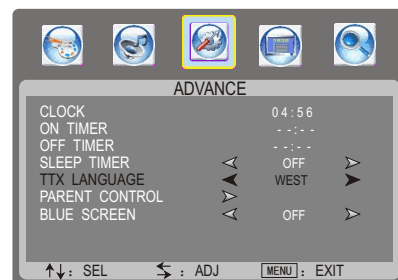 ADVANCE
CLOCK 04:56
ON TIMER --:--
OFF TIMER --:--
SLEEP TIMER OFF
TTX LANGUAGE WEST
PARENT CONTROL
BLUE SCREEN OFF
: SEL : ADJ MENU : EXIT